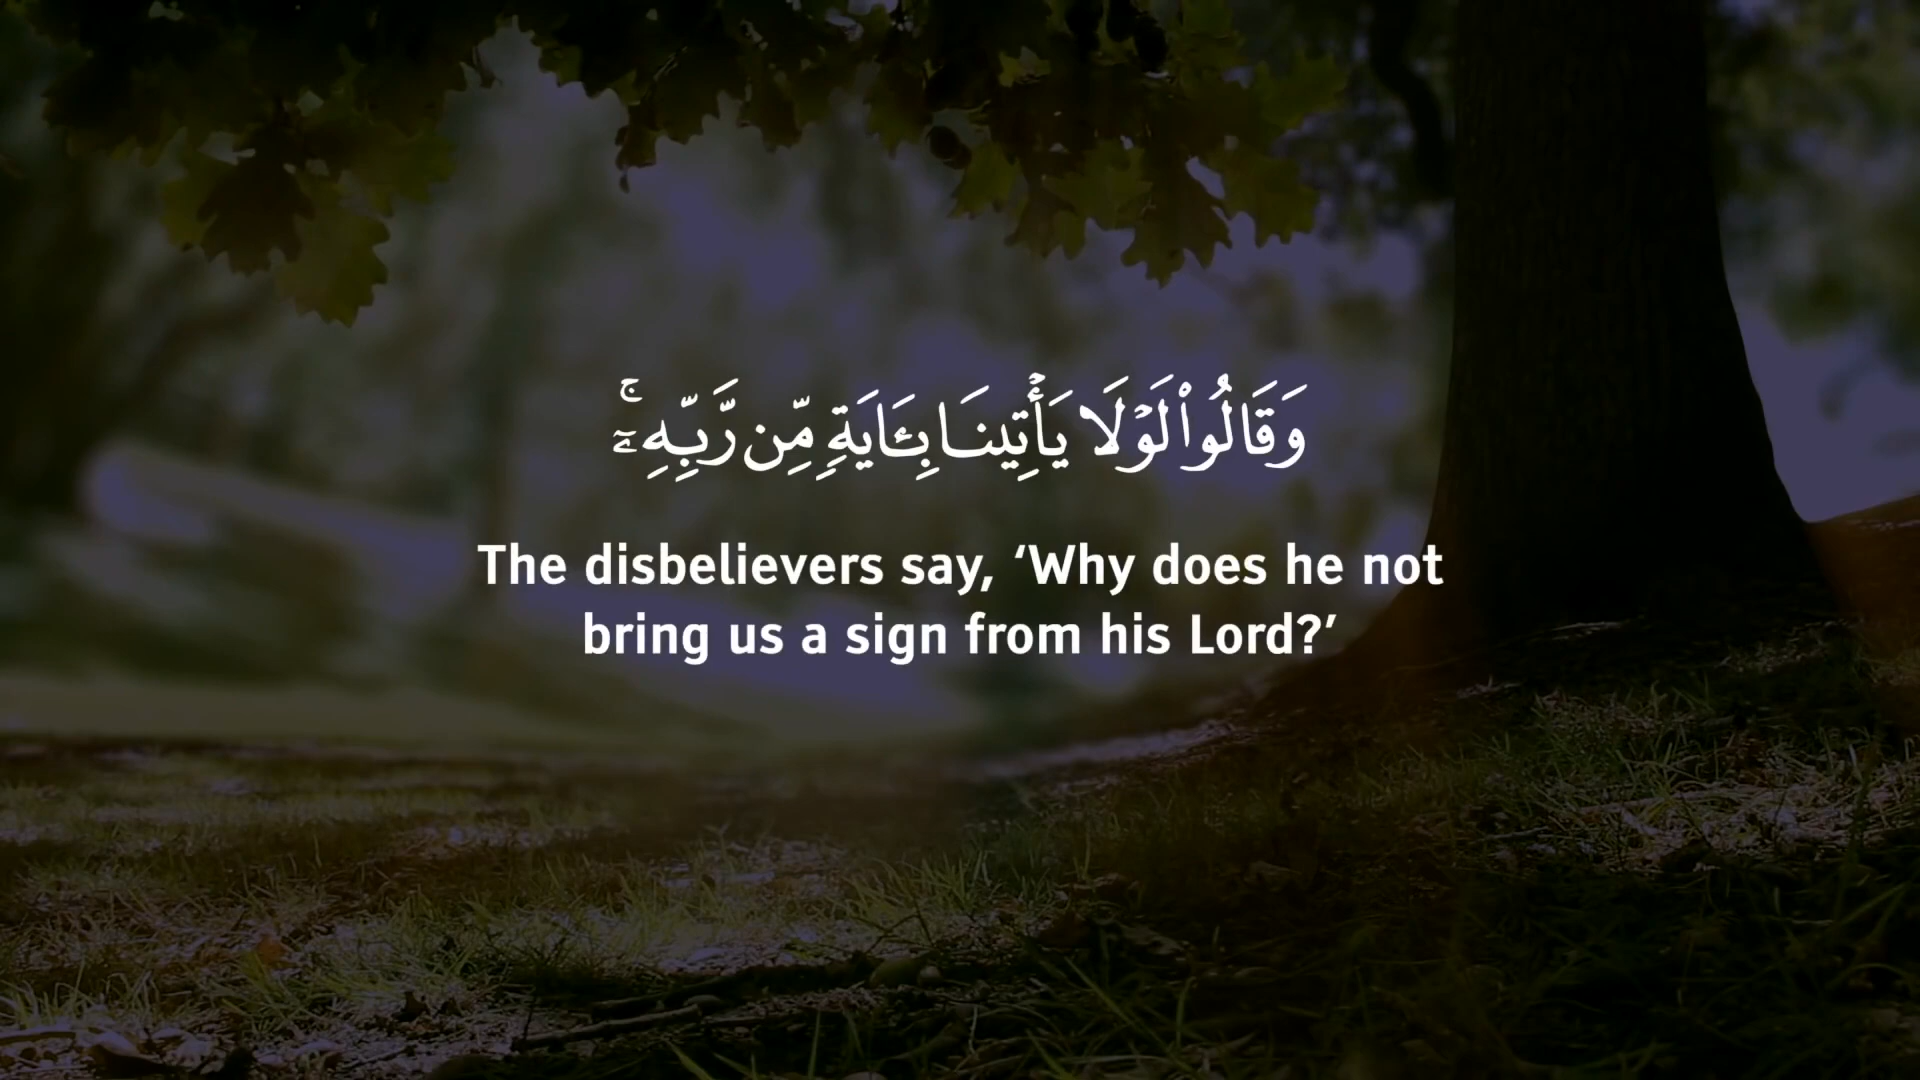 وَقَالُوا۟ لَوْلَا يَأْتِينَا بِـَٔايَةٍ مِّن رَّبِّهِۦٓ ۚ
The disbelievers say, ‘Why does he not
bring us a sign from his Lord?’